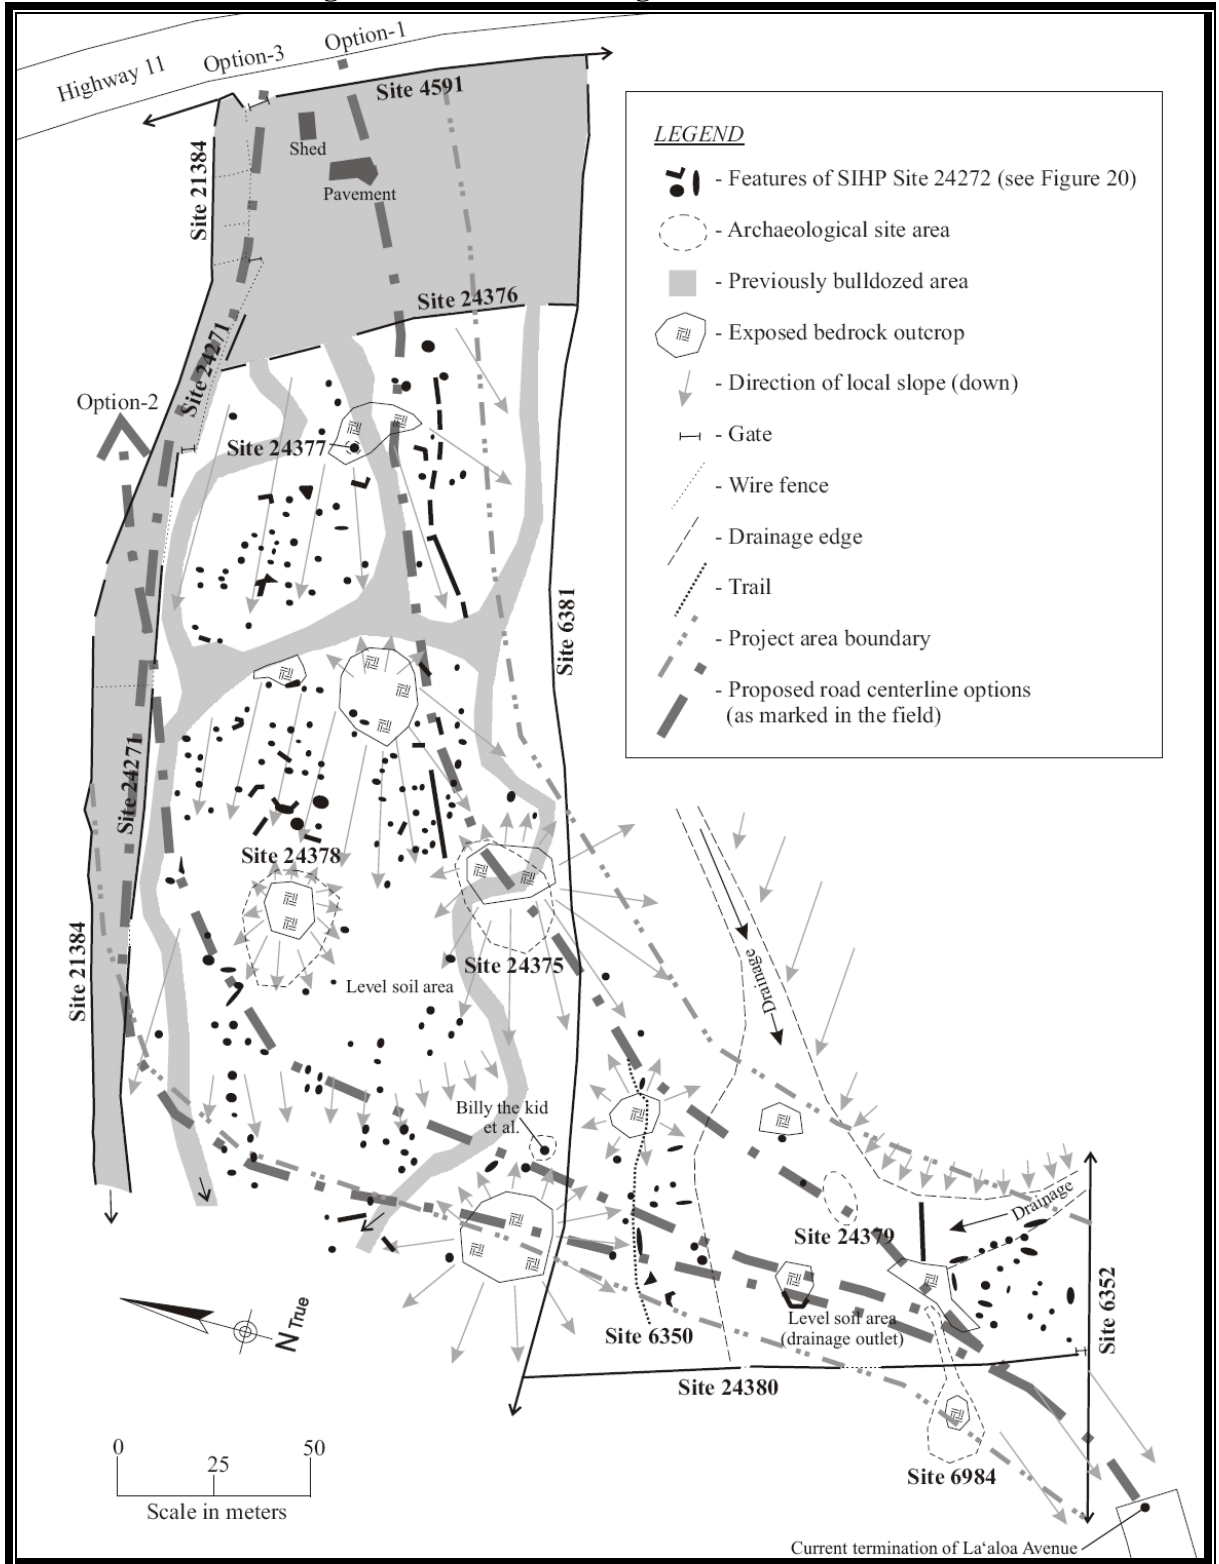 Option-1
Option-3
Highway 11
Site 4591
Shed
Pavement
Site 21384
Site 24376
Site 24271
Option-2
Site 24377
LEGEND
- Features of SIHP Site 24272 (see Figure 20)
- Archaeological site area
- Previously bulldozed area
- Exposed bedrock outcrop
- Direction of local slope (down)
- Gate
- Wire fence
- Drainage edge
- Trail
- Project area boundary
- Proposed road centerline options
(as marked in the field)
Site 6381
Site 24271
Site 24378
Site 21384
Site 24375
Level soil area
Drainage
Billy the kid
et al.
Drainage
Site 24379
Level soil area
(drainage outlet)
Site 6350
Site 6352
N True
Site 24380
0
25
50
Scale in meters
Site 6984
Current termination of La‘aloa Avenue